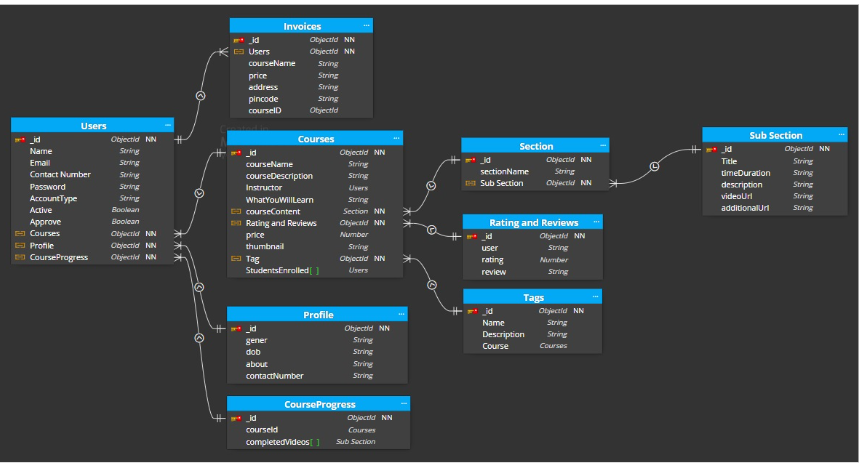 Invoices ...
_id ObjectId NN
Users ObjectId NN
courseName String
price String
address String
pincode String
courseID ObjectId
Users ...
_id ObjectId NN
Name String
Email String
Contact Number String
Password String
AccountType String
Active Boolean
Approve Boolean
Courses ObjectId NN
Profile ObjectId NN
CourseProgress ObjectId NN
Courses ...
_id ObjectId NN
courseName String
courseDescription String
Instructor Users
WhatYouWillLearn String
courseContent Section NN
Rating and Reviews ObjectId NN
price Number
thumbnail String
Tag ObjectId NN
StudentsEnrolled[ ] Users
Section ...
_id ObjectId NN
sectionName String
Sub Section ObjectId NN
Sub Section ...
_id ObjectId NN
Title String
timeDuration String
description String
videoUrl String
additionalUrl String
Rating and Reviews ...
_id ObjectId NN
user String
rating Number
review String
Tags ...
_id ObjectId NN
Name String
Description String
Course Courses
Profile ...
_id ObjectId NN
gener String
dob String
about String
contactNumber String
CourseProgress ...
_id ObjectId NN
courseId Courses
completedVideos[ ] Sub Section